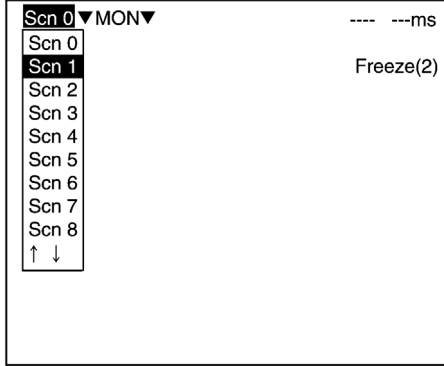 Scn 0▼MON▼ ---- ---ms
Scn 0
Scn 1 Freeze(2)
Scn 2
Scn 3
Scn 4
Scn 5
Scn 6
Scn 7
Scn 8
↑ ↓